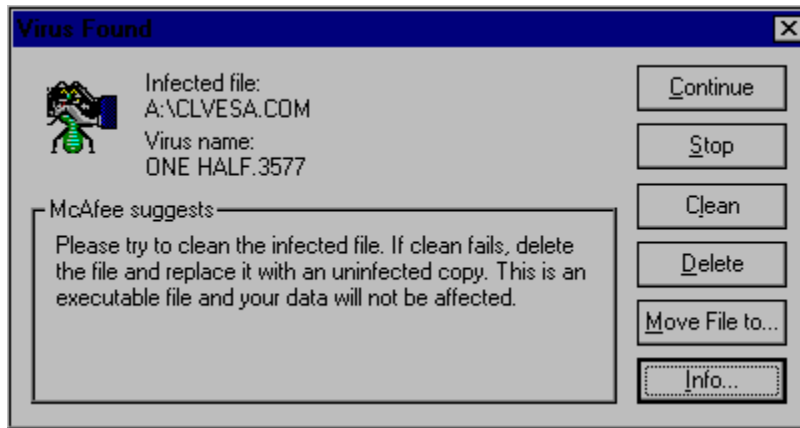 Virus Found
Infected file:
A:\CLVESA.COM
Virus name:
ONE HALF.3577
McAfee suggests
Please try to clean the infected file. If clean fails, delete
the file and replace it with an uninfected copy. This is an
executable file and your data will not be affected.
Continue
Stop
Clean
Delete
Move File to...
Info...